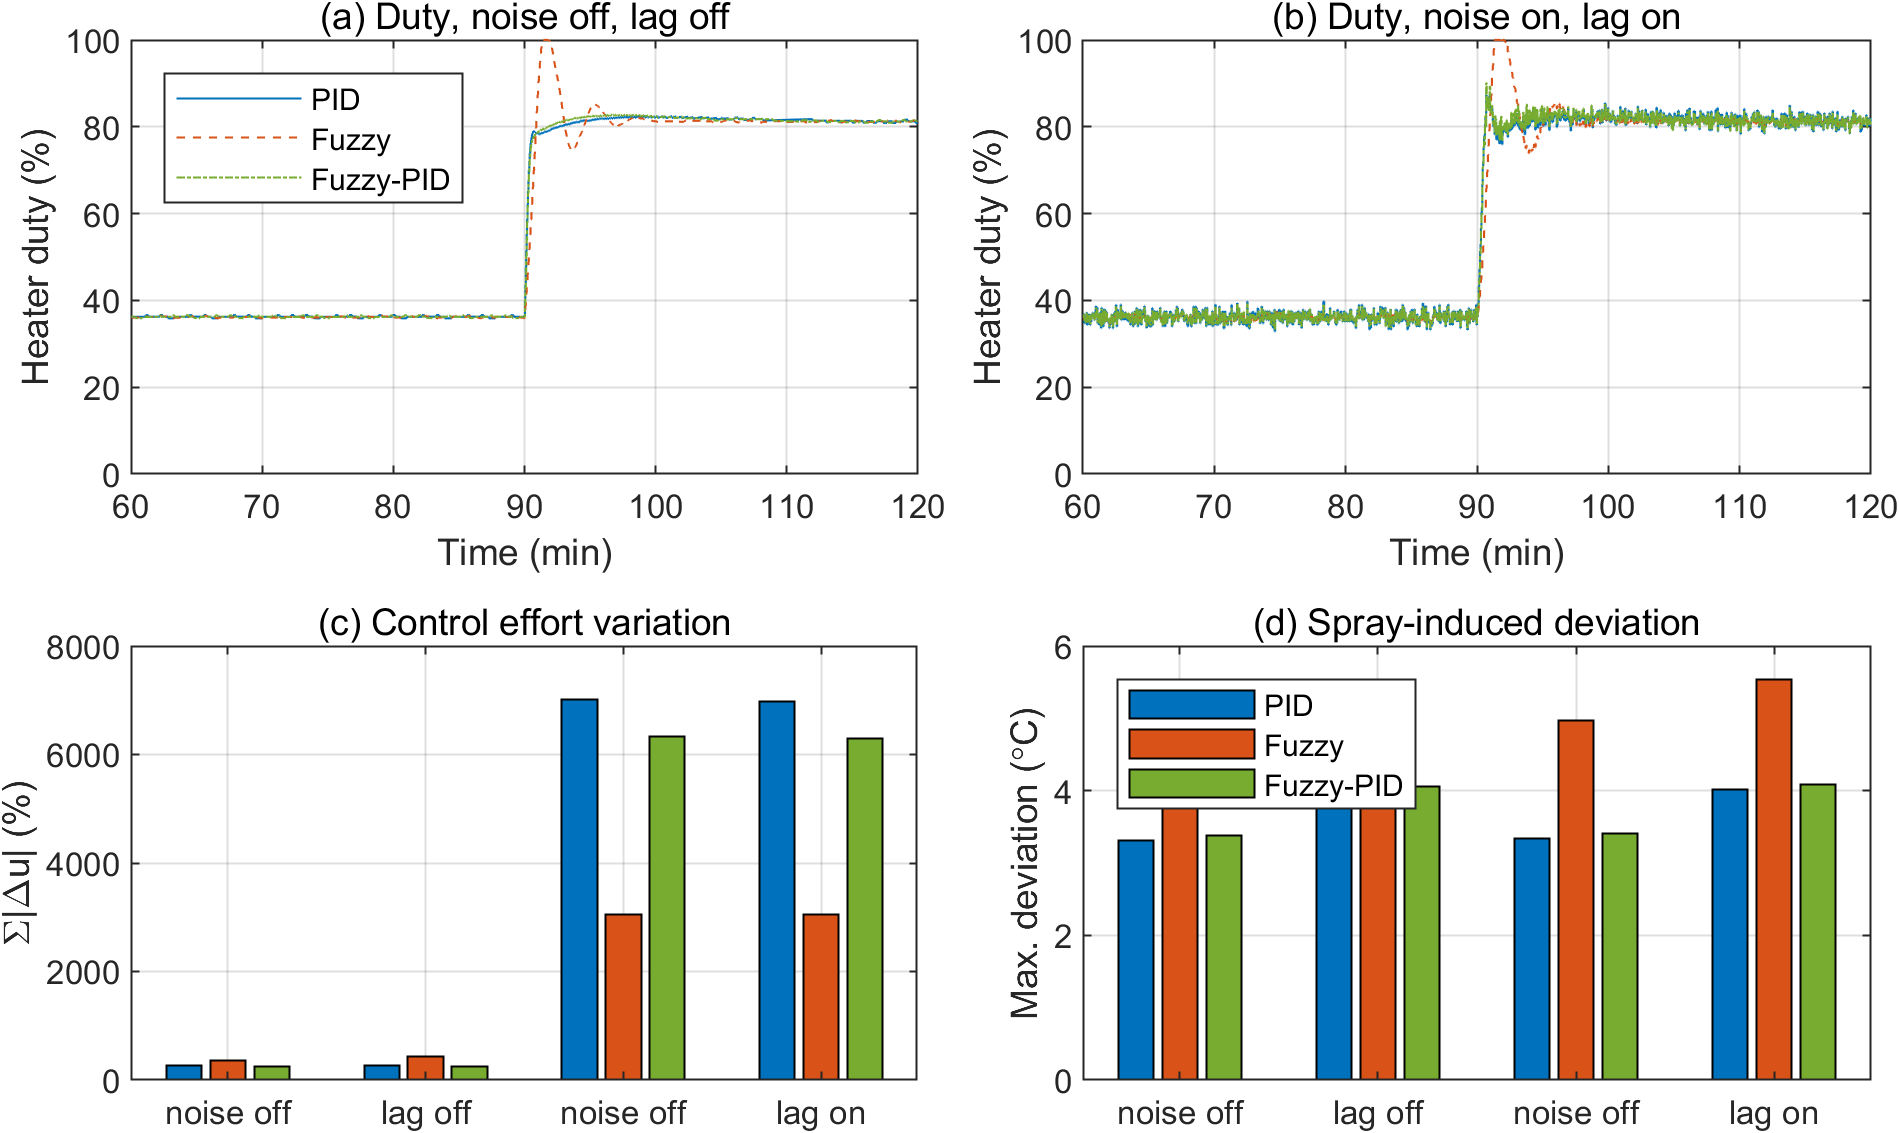 (a) Duty, noise off, lag off
100
80
60
40
20
0
Heater duty (%)
PID
Fuzzy
Fuzzy-PID
60 70 80 90 100 110 120
Time (min)
(b) Duty, noise on, lag on
100
80
60
40
20
0
Heater duty (%)
60 70 80 90 100 110 120
Time (min)
(c) Control effort variation
8000
6000
4000
2000
0
Σ|Δu| (%)
noise off lag off noise off lag on
(d) Spray-induced deviation
6
4
2
0
Max. deviation (°C)
PID
Fuzzy
Fuzzy-PID
noise off lag off noise off lag on